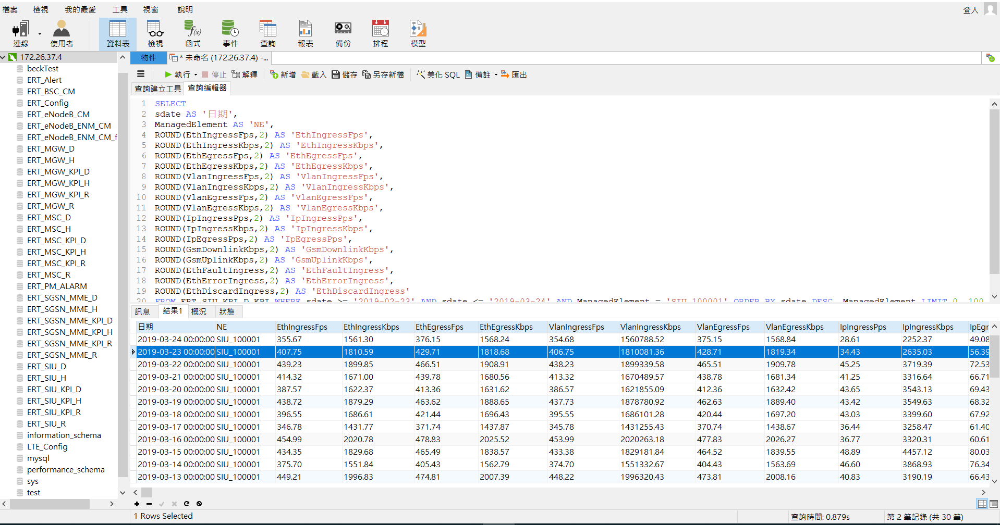 檔案 檢視 我的最愛 工具 視窗 說明 登入
連線 使用者 資料表 檢視 函式 事件 查詢 報表 備份 排程 模型
172.26.37.4
beckTest
ERT_Alert
ERT_BSC_CM
ERT_Config
ERT_eNodeB_CM
ERT_eNodeB_ENM_CM
ERT_eNodeB_ENM_CM_f
ERT_MGW_D
ERT_MGW_H
ERT_MGW_KPI_D
ERT_MGW_KPI_H
ERT_MGW_KPI_R
ERT_MGW_R
ERT_MSC_D
ERT_MSC_H
ERT_MSC_KPI_D
ERT_MSC_KPI_H
ERT_MSC_KPI_R
ERT_MSC_R
ERT_PM_ALARM
ERT_SGSN_MME_D
ERT_SGSN_MME_H
ERT_SGSN_MME_KPI_D
ERT_SGSN_MME_KPI_H
ERT_SGSN_MME_KPI_R
ERT_SGSN_MME_R
ERT_SIU_D
ERT_SIU_H
ERT_SIU_KPI_D
ERT_SIU_KPI_H
ERT_SIU_KPI_R
ERT_SIU_R
information_schema
LTE_Config
mysql
performance_schema
sys
test
物件 * 未命名 (172.26.37.4) -...
執行 停止 解釋 新增 載入 儲存 另存新檔 美化 SQL 備註 匯出
查詢建立工具 查詢編輯器
1 SELECT
2 sdate AS '日期',
3 ManagedElement AS 'NE',
4 ROUND(EthIngressFps,2) AS 'EthIngressFps',
5 ROUND(EthIngressKbps,2) AS 'EthIngressKbps',
6 ROUND(EthEgressFps,2) AS 'EthEgressFps',
7 ROUND(EthEgressKbps,2) AS 'EthEgressKbps',
8 ROUND(VlanIngressFps,2) AS 'VlanIngressFps',
9 ROUND(VlanIngressKbps,2) AS 'VlanIngressKbps',
10 ROUND(VlanEgressFps,2) AS 'VlanEgressFps',
11 ROUND(VlanEgressKbps,2) AS 'VlanEgressKbps',
12 ROUND(IpIngressPps,2) AS 'IpIngressPps',
13 ROUND(IpIngressKbps,2) AS 'IpIngressKbps',
14 ROUND(IpEgressPps,2) AS 'IpEgressPps',
15 ROUND(GsmDownlinkKbps,2) AS 'GsmDownlinkKbps',
16 ROUND(GsmUplinkKbps,2) AS 'GsmUplinkKbps',
17 ROUND(EthFaultIngress,2) AS 'EthFaultIngress',
18 ROUND(EthErrorIngress,2) AS 'EthErrorIngress',
19 ROUND(EthDiscardIngress,2) AS 'EthDiscardIngress'
20 FROM ERT_SIU_KPI_D.KPI WHERE sdate >= '2019-02-23' AND sdate <= '2019-03-24' AND ManagedElement = 'SIU_100001' ORDER BY sdate DESC, ManagedElement LIMIT 0, 100
訊息 結果1 概況 狀態
日期 NE EthIngressFps EthIngressKbps EthEgressFps EthEgressKbps VlanIngressFps VlanIngressKbps VlanEgressFps VlanEgressKbps IpIngressPps IpIngressKbps IpEgr
2019-03-24 00:00:00 SIU_100001 355.67 1561.30 376.15 1568.24 354.68 1560788.52 375.15 1568.84 28.61 2252.37 49.08
2019-03-23 00:00:00 SIU_100001 407.75 1810.59 429.71 1818.68 406.75 1810081.36 428.71 1819.34 34.43 2635.03 56.39
2019-03-22 00:00:00 SIU_100001 439.23 1899.85 466.51 1908.91 438.23 1899339.58 465.51 1909.78 45.25 3719.39 72.53
2019-03-21 00:00:00 SIU_100001 414.32 1671.00 439.78 1680.56 413.32 1670489.57 438.78 1681.34 41.25 3316.64 66.71
2019-03-20 00:00:00 SIU_100001 387.57 1622.37 413.36 1631.62 386.57 1621855.09 412.36 1632.42 43.65 3543.13 69.43
2019-03-19 00:00:00 SIU_100001 438.72 1879.29 463.62 1888.65 437.73 1878780.92 462.63 1889.40 43.42 3549.63 68.32
2019-03-18 00:00:00 SIU_100001 396.55 1686.61 421.44 1696.43 395.55 1686101.28 420.44 1697.20 43.03 3399.60 67.92
2019-03-17 00:00:00 SIU_100001 346.78 1431.77 371.74 1437.87 345.78 1431255.43 370.74 1438.67 36.44 3258.47 61.40
2019-03-16 00:00:00 SIU_100001 454.99 2020.78 478.83 2025.52 453.99 2020263.18 477.83 2026.27 36.77 3320.31 60.61
2019-03-15 00:00:00 SIU_100001 434.35 1829.68 465.49 1838.57 433.38 1829181.84 464.52 1839.55 48.89 4457.12 80.03
2019-03-14 00:00:00 SIU_100001 375.70 1551.84 405.43 1562.79 374.70 1551332.67 404.43 1563.69 46.60 3868.93 76.34
2019-03-13 00:00:00 SIU_100001 449.21 1996.83 474.81 2007.39 448.22 1996320.43 473.81 2008.16 40.83 3190.19 66.43
1 Rows Selected 查詢時間: 0.879s 第 2 筆記錄 (共 30 筆)